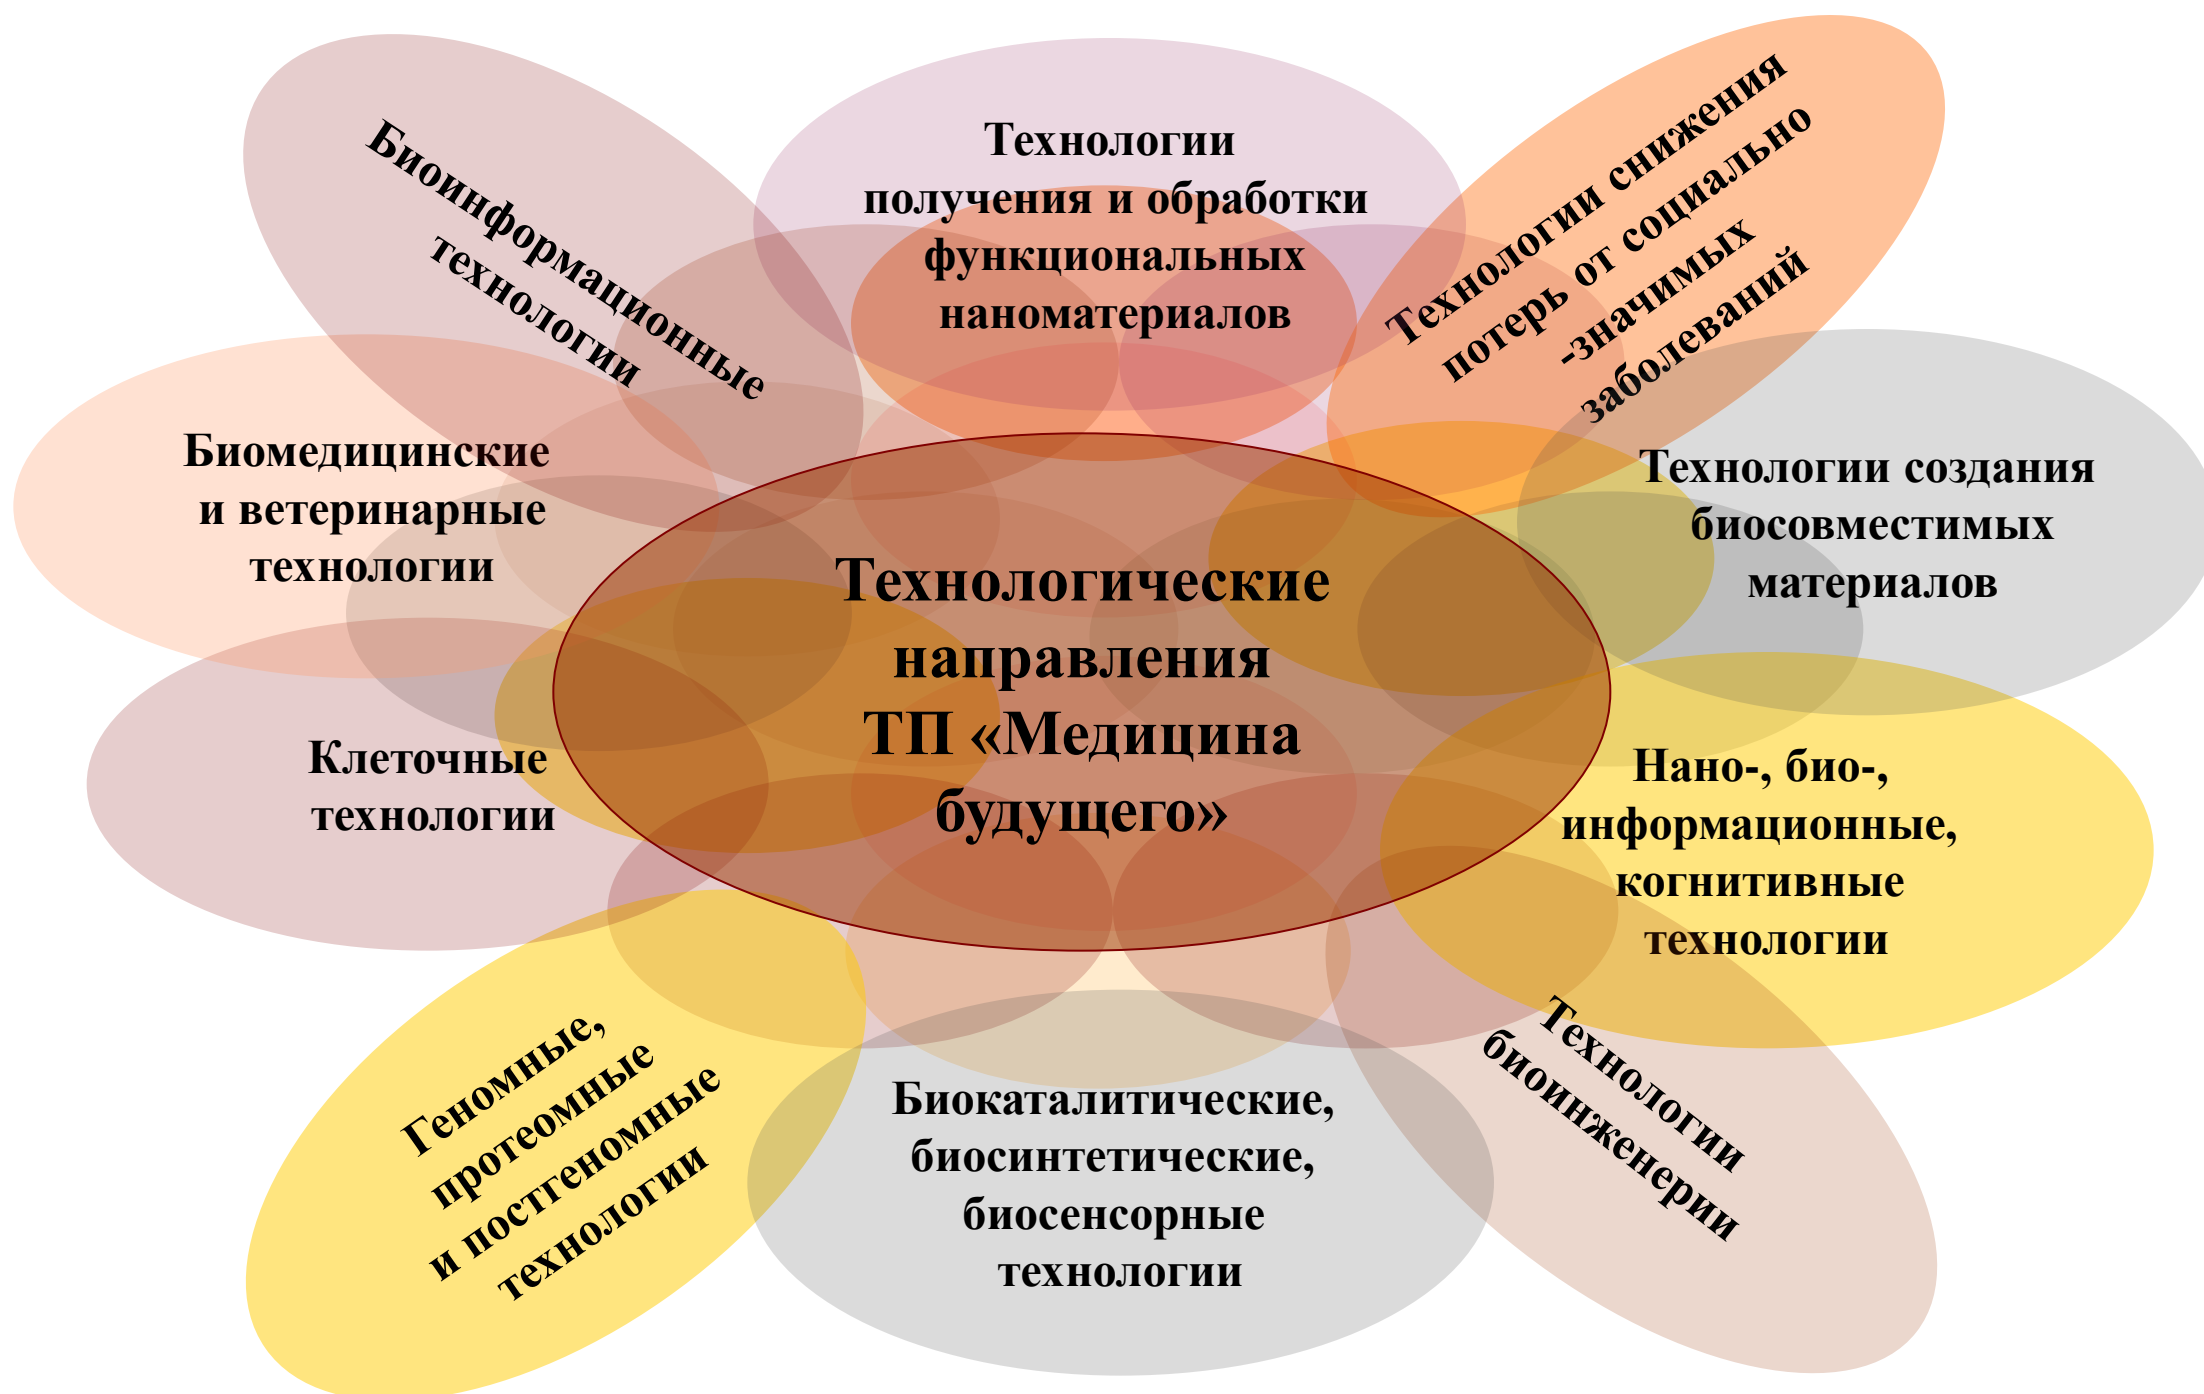 Биоинформационные
технологии
Технологии
получения и обработки
функциональных
наноматериалов
Технологии снижения
потерь от социально
-значимых
заболеваний
Биомедицинские
и ветеринарные
технологии
Технологии создания
биосовместимых
материалов
Технологические
направления
ТП «Медицина
будущего»
Клеточные
технологии
Нано-, био-,
информационные,
когнитивные
технологии
Геномные,
протеомные
и постгеномные
технологии
Биокаталитические,
биосинтетические,
биосенсорные
технологии
Технологии
биоинженерии